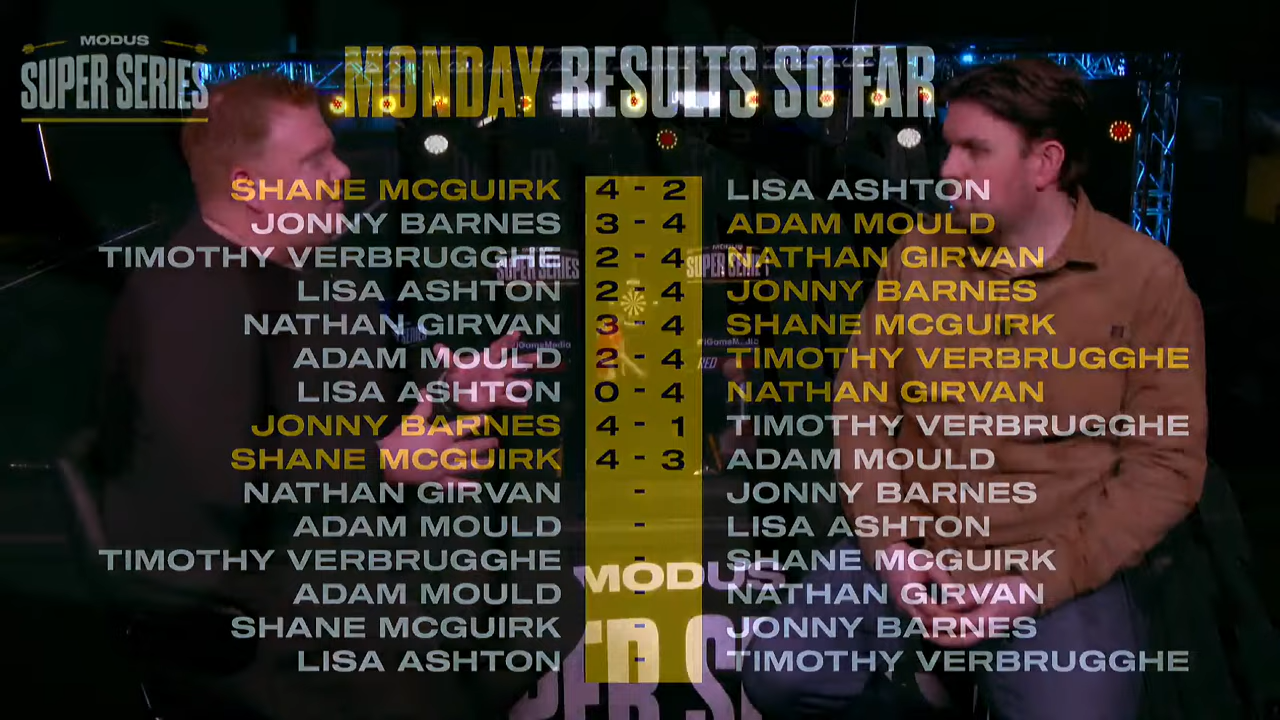 MODUS
SUPER SERIES
MONDAY RESULTS SO FAR
SHANE MCGUIRK 4 - 2 LISA ASHTON
JONNY BARNES 3 - 4 ADAM MOULD
TIMOTHY VERBRUGGHE 2 - 4 NATHAN GIRVAN
LISA ASHTON 2 - 4 JONNY BARNES
NATHAN GIRVAN 3 - 4 SHANE MCGUIRK
ADAM MOULD 2 - 4 TIMOTHY VERBRUGGHE
LISA ASHTON 0 - 4 NATHAN GIRVAN
JONNY BARNES 4 - 1 TIMOTHY VERBRUGGHE
SHANE MCGUIRK 4 - 3 ADAM MOULD
NATHAN GIRVAN - JONNY BARNES
ADAM MOULD - LISA ASHTON
TIMOTHY VERBRUGGHE - SHANE MCGUIRK
ADAM MOULD - NATHAN GIRVAN
SHANE MCGUIRK - JONNY BARNES
LISA ASHTON - TIMOTHY VERBRUGGHE
SUPER SERIES
MODUS
MODUS